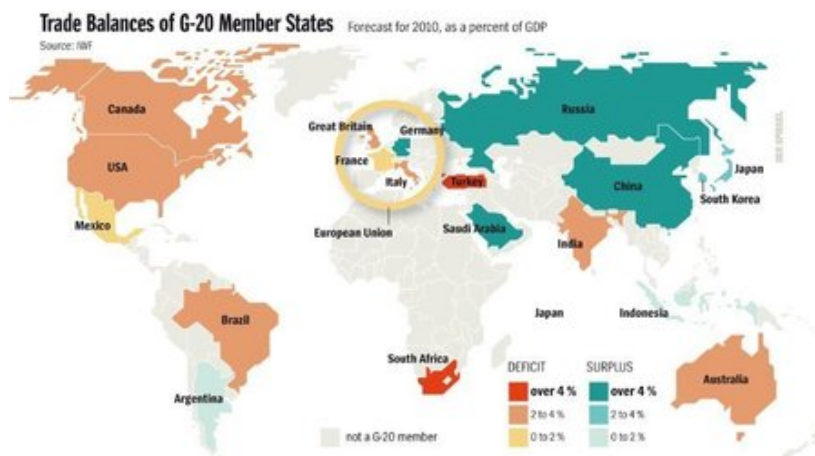 Trade Balances of G-20 Member States Forecast for 2010, as a percent of GDP
Source: IWF
Canada
USA
Mexico
Brazil
Argentina
Great Britain
Germany
France
Italy
European Union
Turkey
Saudi Arabia
South Africa
Russia
China
India
Japan
South Korea
Japan
Indonesia
Australia
not a G-20 member
DEFICIT
over 4 %
2 to 4 %
0 to 2 %
SURPLUS
over 4 %
2 to 4 %
0 to 2 %
DER SPIEGEL